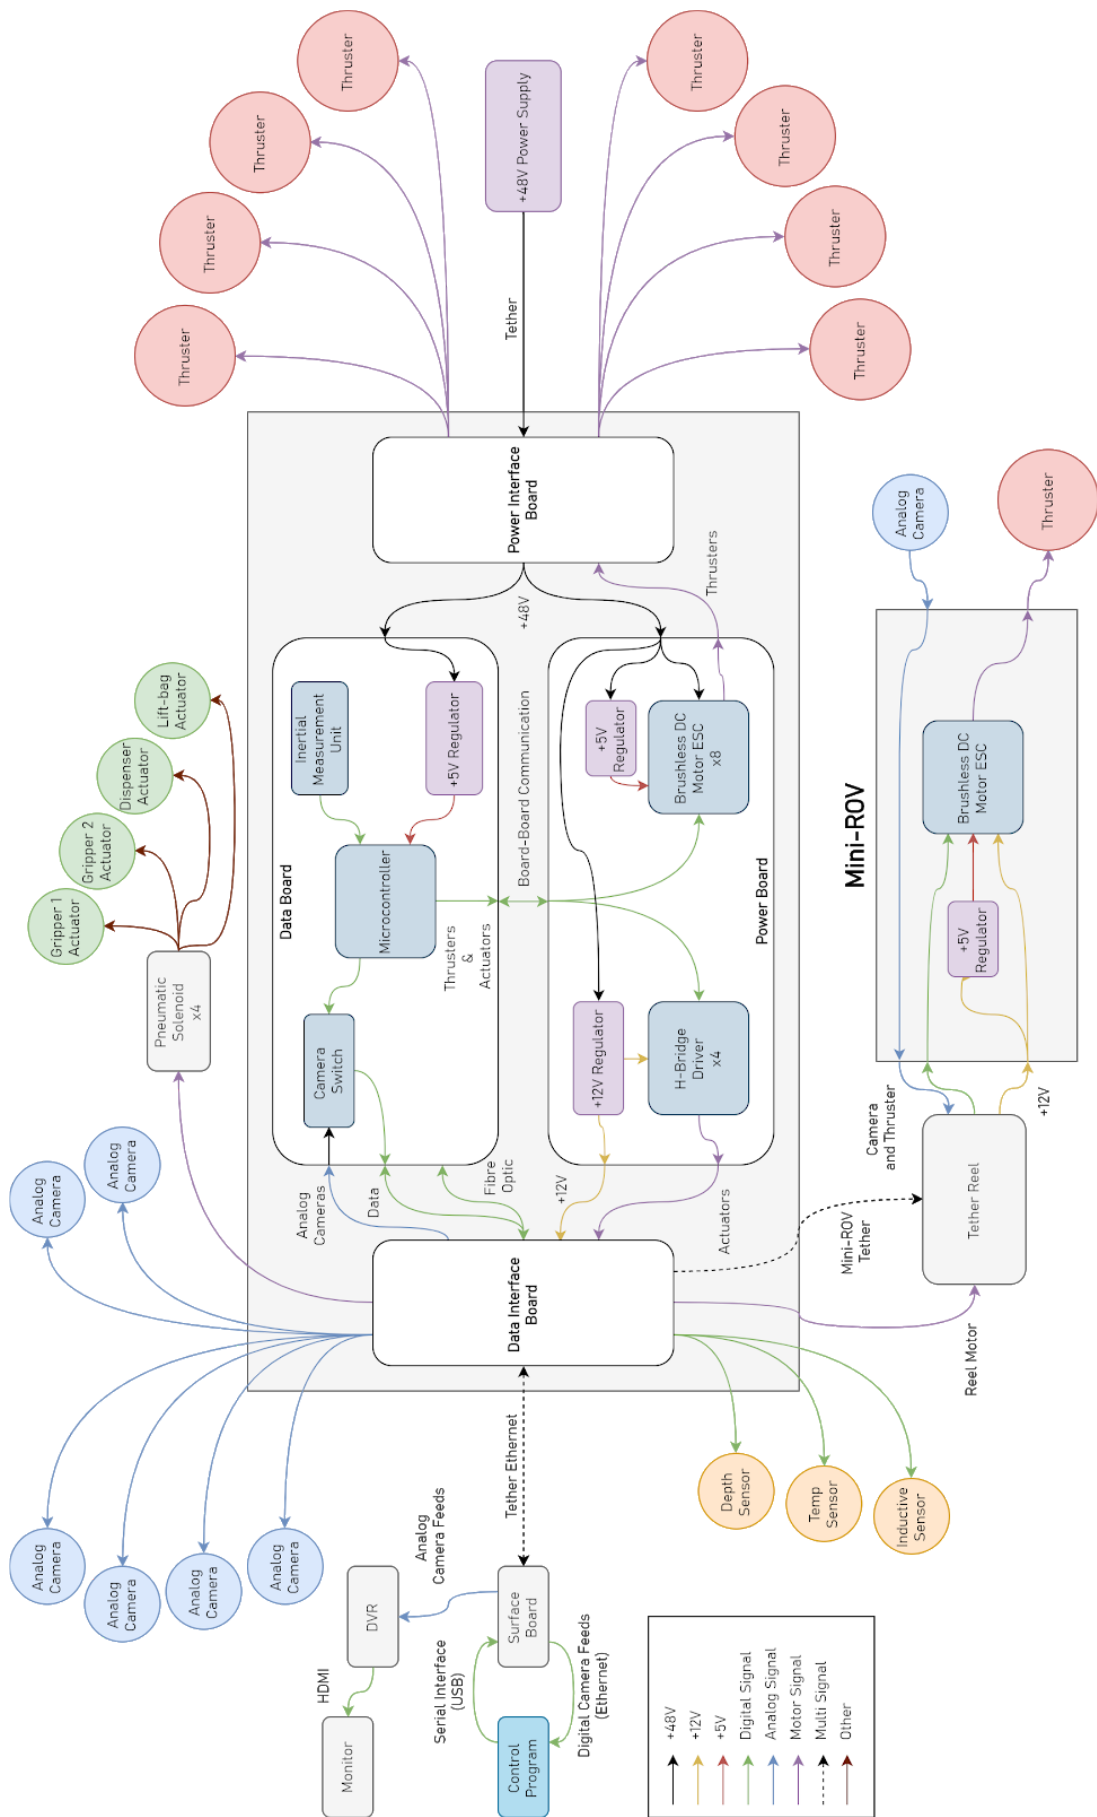 Analog
Camera
Analog
Camera
Analog
Camera
Analog
Camera
Analog
Camera
Analog
Camera
Gripper 1
Actuator
Gripper 2
Actuator
Dispenser
Actuator
Lift-bag
Actuator
Pneumatic
Solenoid
x4
Thruster
Thruster
Thruster
Thruster
HDMI
Monitor
DVR
Analog
Camera Feeds
Serial Interface
(USB)
Control
Program
Surface
Board
Digital Camera Feeds
(Ethernet)
Tether Ethernet
Data Interface
Board
Analog
Cameras
Data
Fibre
Optic
+12V
Actuators
Data Board
Camera
Switch
Microcontroller
Inertial
Measurement
Unit
+5V Regulator
Thrusters
&
Actuators
Board-Board Communication
+12V Regulator
H-Bridge
Driver
x4
+5V
Regulator
Brushless DC
Motor ESC
x8
Power Board
+48V
Thrusters
Power Interface
Board
Tether
+48V Power Supply
Thruster
Thruster
Thruster
Thruster
Depth
Sensor
Temp
Sensor
Inductive
Sensor
Mini-ROV
Tether
Reel Motor
Tether Reel
Camera
and Thruster
+12V
Mini-ROV
Brushless DC
Motor ESC
+5V
Regulator
Analog
Camera
Thruster
+48V
+12V
+5V
Digital Signal
Analog Signal
Motor Signal
Multi Signal
Other